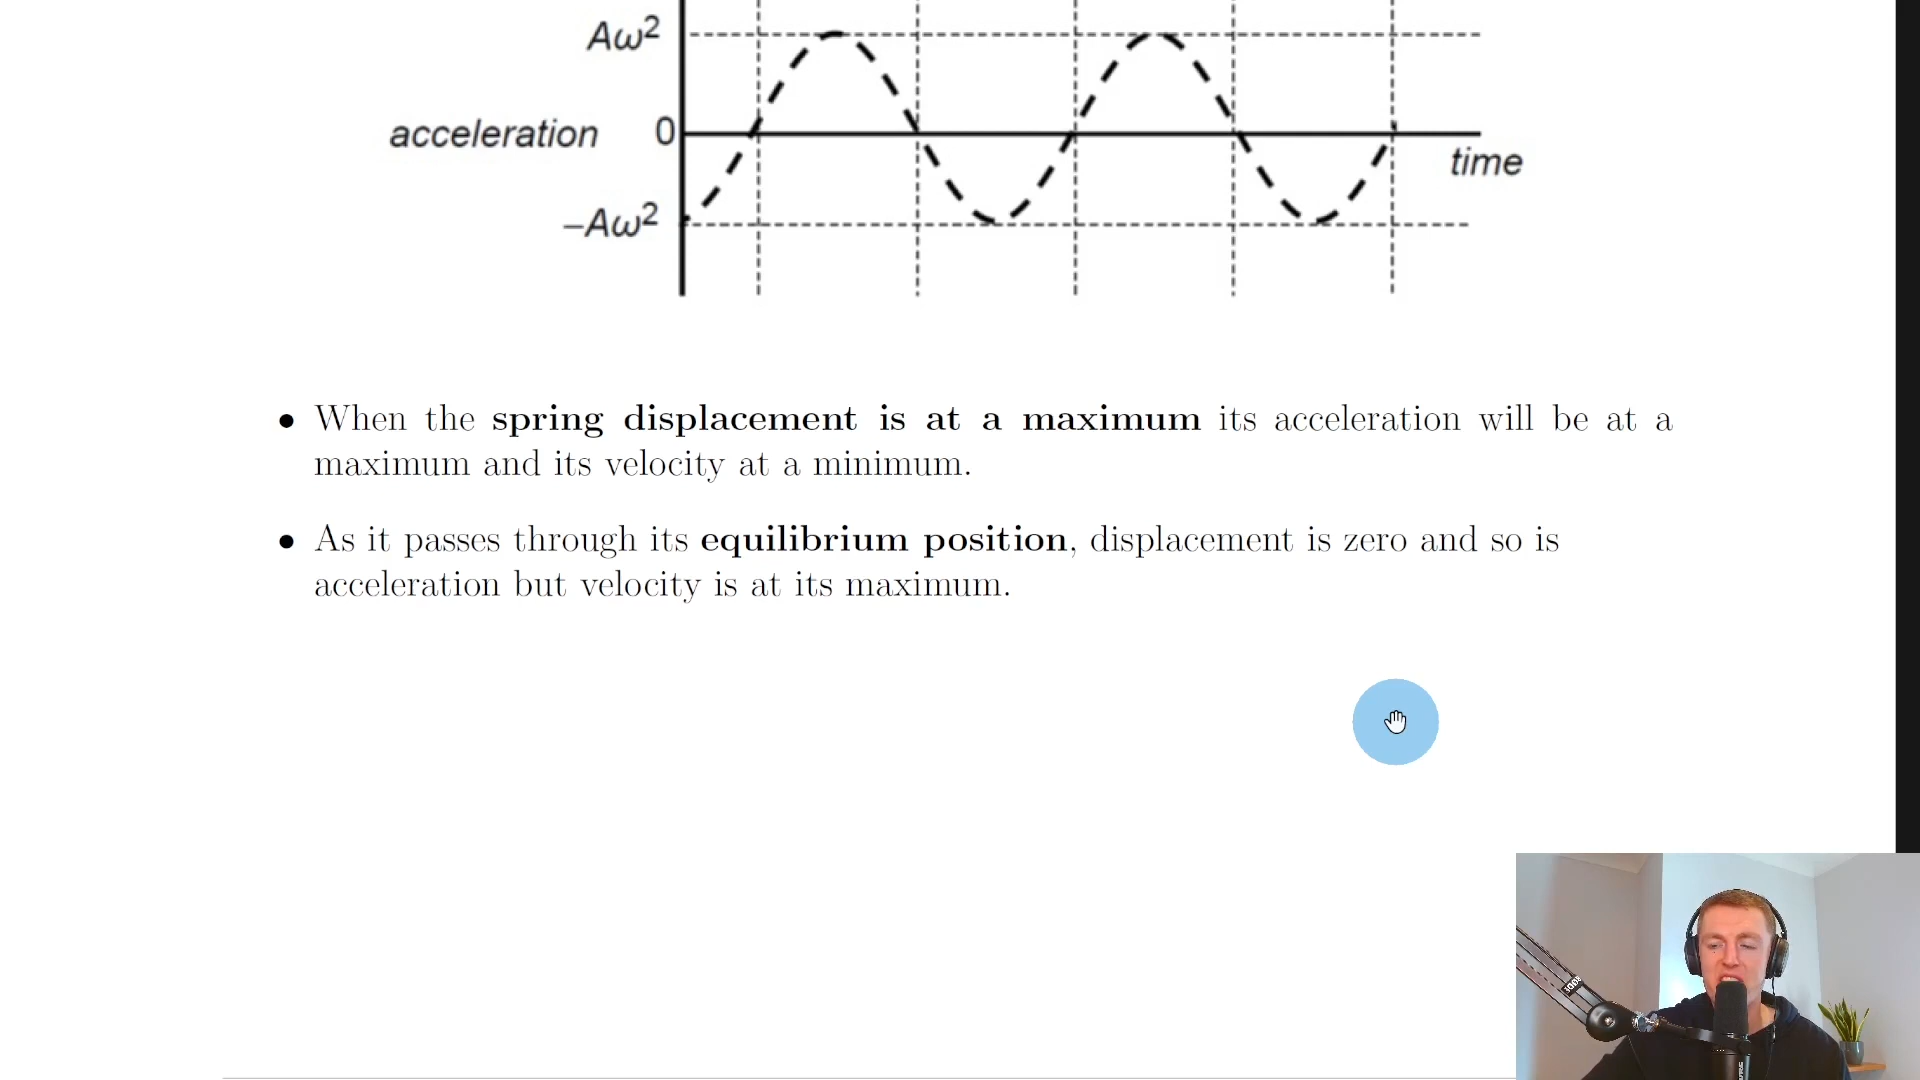 Aω²
acceleration 0
time
–Aω²
• When the spring displacement is at a maximum its acceleration will be at a
maximum and its velocity at a minimum.
• As it passes through its equilibrium position, displacement is zero and so is
acceleration but velocity is at its maximum.
RØDE